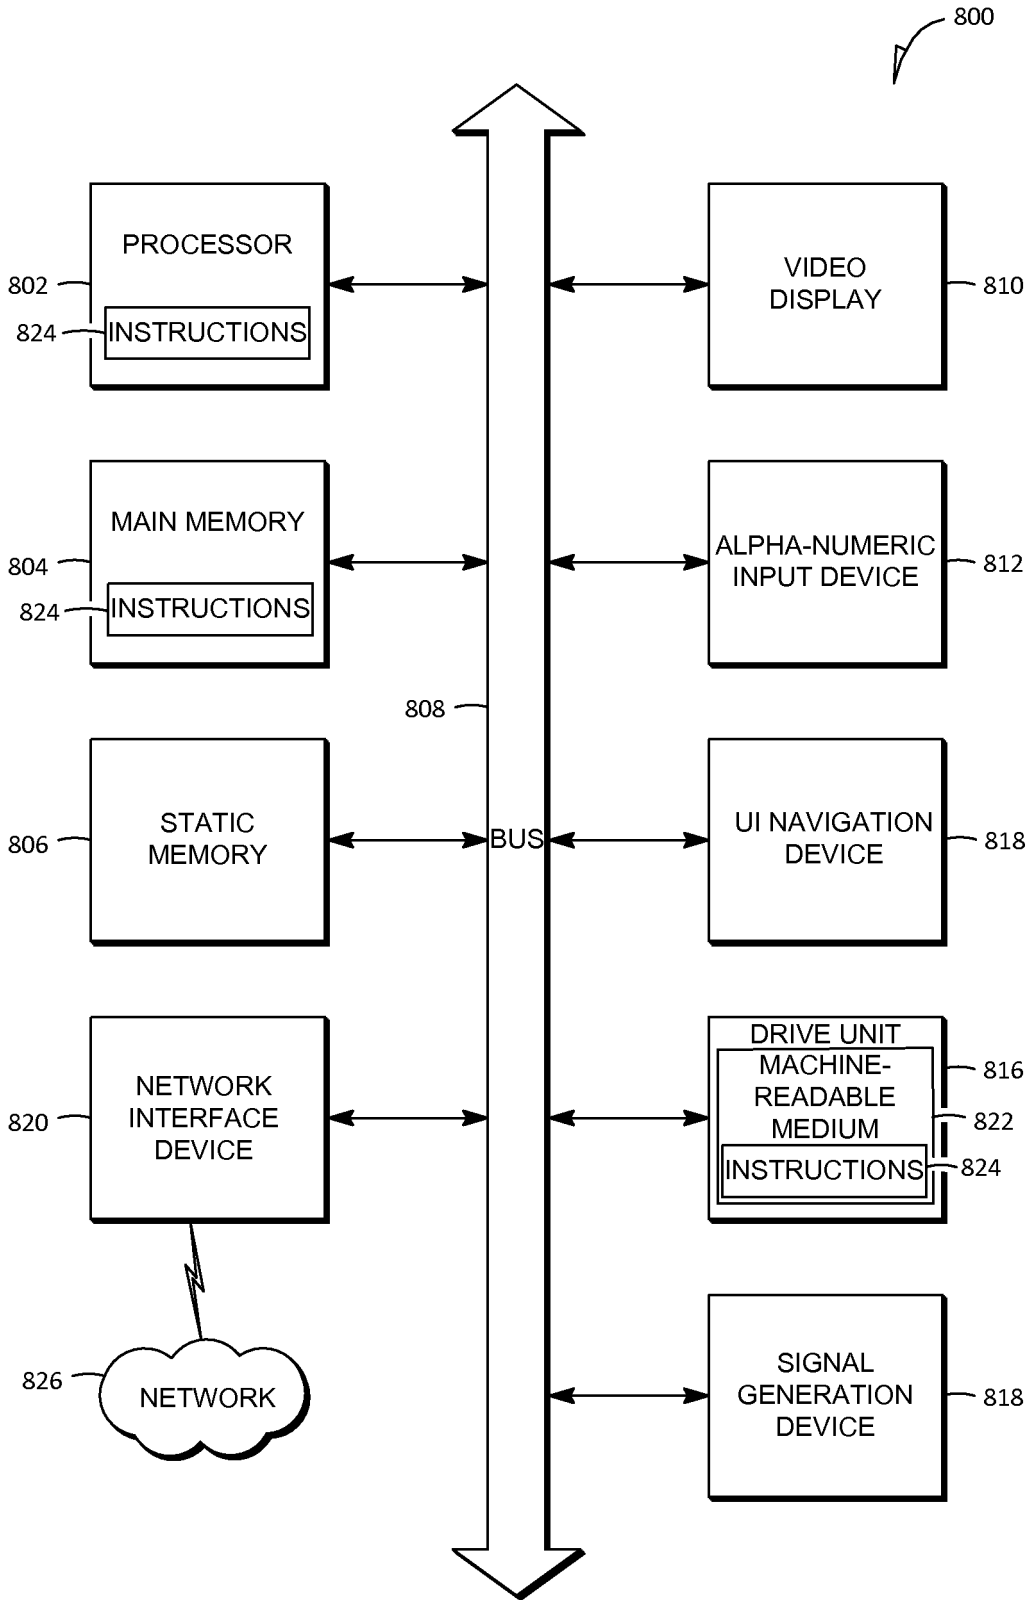 800
PROCESSOR
802
824
INSTRUCTIONS
VIDEO
DISPLAY
810
MAIN MEMORY
804
824
INSTRUCTIONS
ALPHA-NUMERIC
INPUT DEVICE
812
808
STATIC
MEMORY
806
BUS
UI NAVIGATION
DEVICE
818
NETWORK
INTERFACE
DEVICE
820
DRIVE UNIT
MACHINE-
READABLE
MEDIUM
INSTRUCTIONS
816
822
824
826
NETWORK
SIGNAL
GENERATION
DEVICE
818